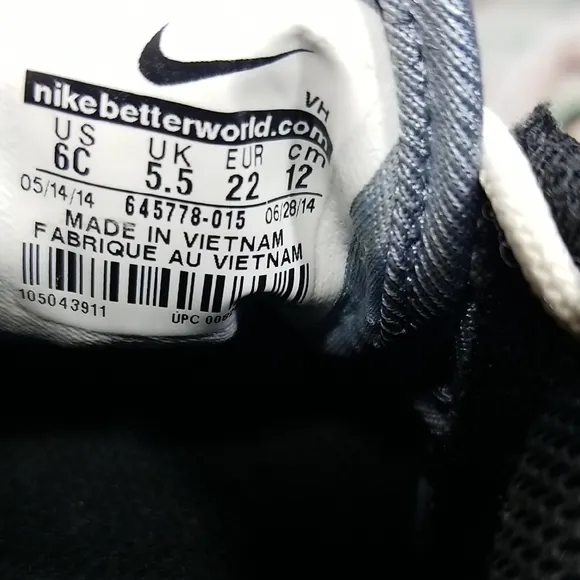 nikebetterworld.com
VH
US UK EUR cm
6C 5.5 22 12
05/14/14 645778-015 06/28/14
MADE IN VIETNAM
FABRIQUE AU VIETNAM
105043911 UPC